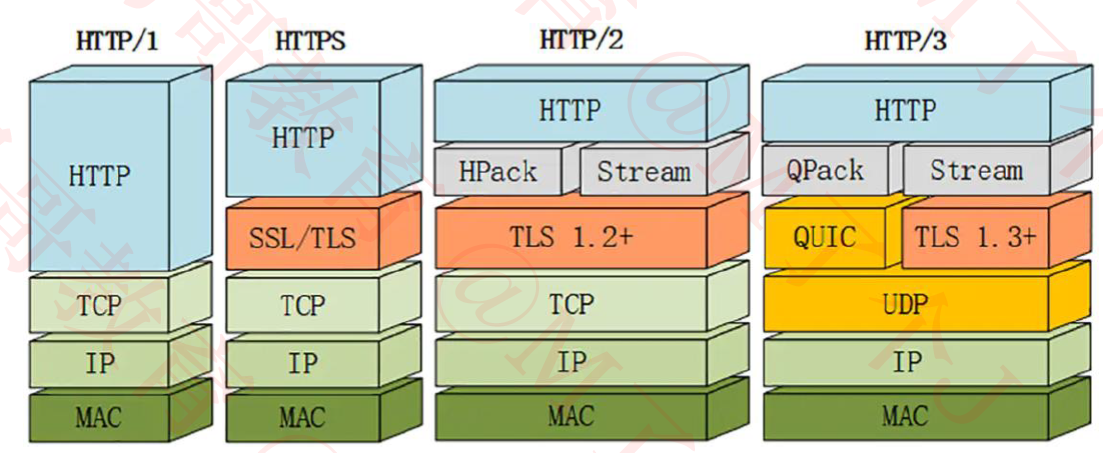 HTTP/1 HTTPS HTTP/2 HTTP/3
HTTP HTTP HTTP HTTP
HPack Stream QPack Stream
SSL/TLS TLS 1.2+ QUIC TLS 1.3+
TCP TCP TCP UDP
IP IP IP IP
MAC MAC MAC MAC